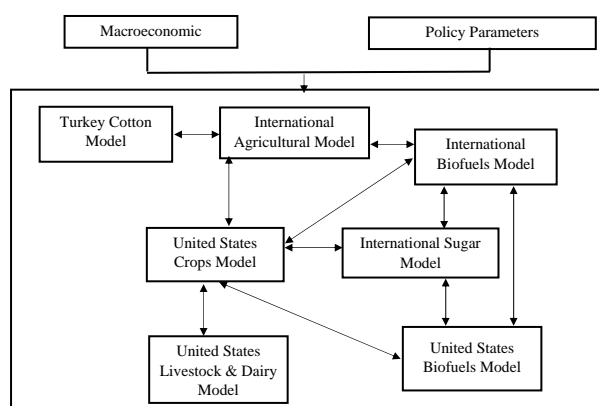 Macroeconomic
Policy Parameters
Turkey Cotton
Model
International
Agricultural Model
International
Biofuels Model
United States
Crops Model
International Sugar
Model
United States
Livestock & Dairy
Model
United States
Biofuels Model